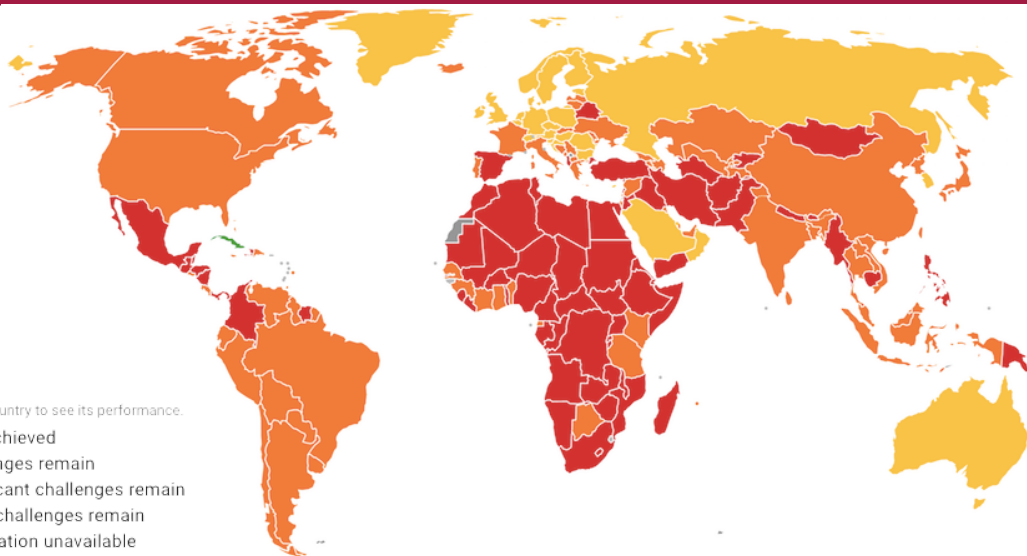 untry to see its performance.
chieved
ges remain
cant challenges remain
challenges remain
ation unavailable